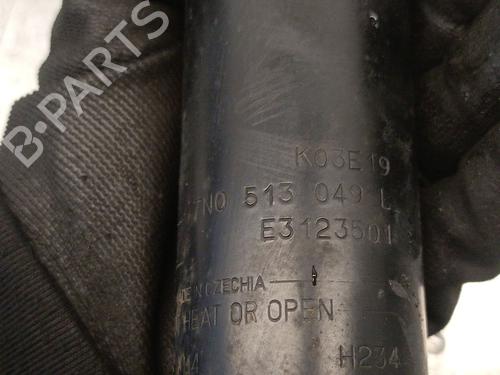 B-PARTS
K03E19
513 049 L
E3123501
CZECHIA
HEAT OR OPEN
H234